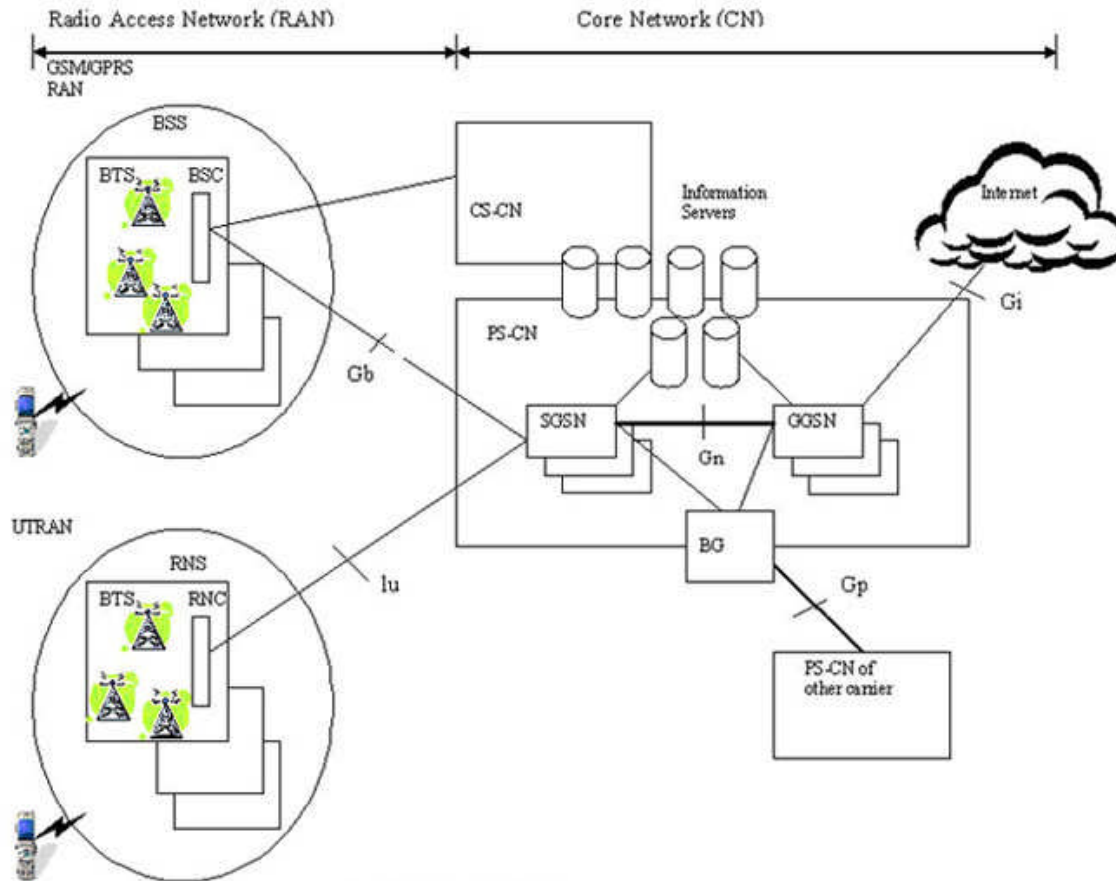 Radio Access Network (RAN)
Core Network (CN)
GSM/GPRS
RAN
BSS
BTS
BSC
CS-CN
Information
Servers
Internet
Gi
PS-CN
Gb
SGSN
GGSN
Gn
UTRAN
BG
RNS
Iu
Gp
BTS
RNC
PS-CN of
other carrier